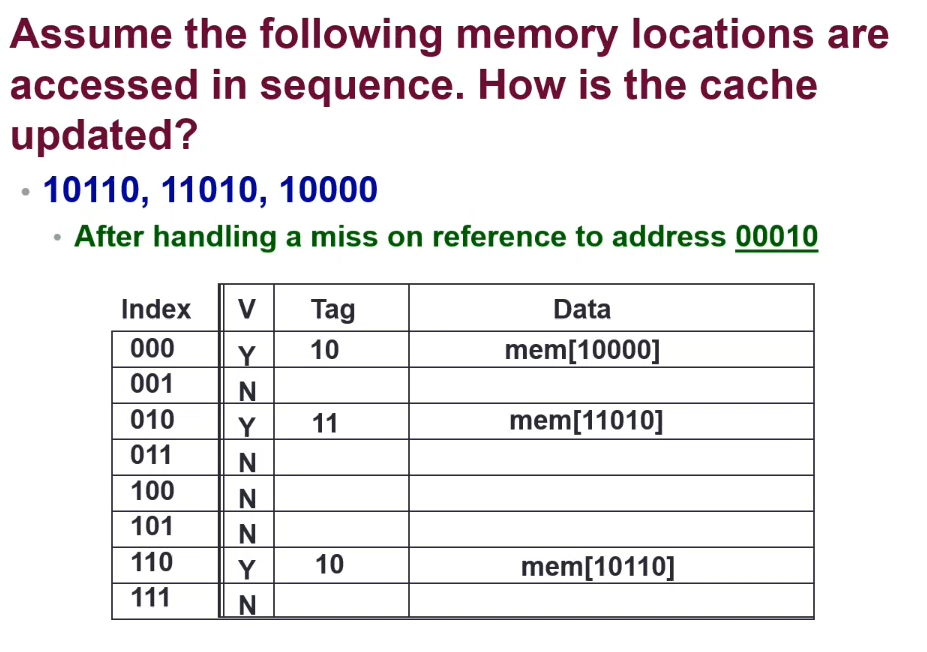 Assume the following memory locations are
accessed in sequence. How is the cache
updated?
• 10110, 11010, 10000
• After handling a miss on reference to address 00010
Index V Tag Data
000 Y 10 mem[10000]
001 N
010 Y 11 mem[11010]
011 N
100 N
101 N
110 Y 10 mem[10110]
111 N